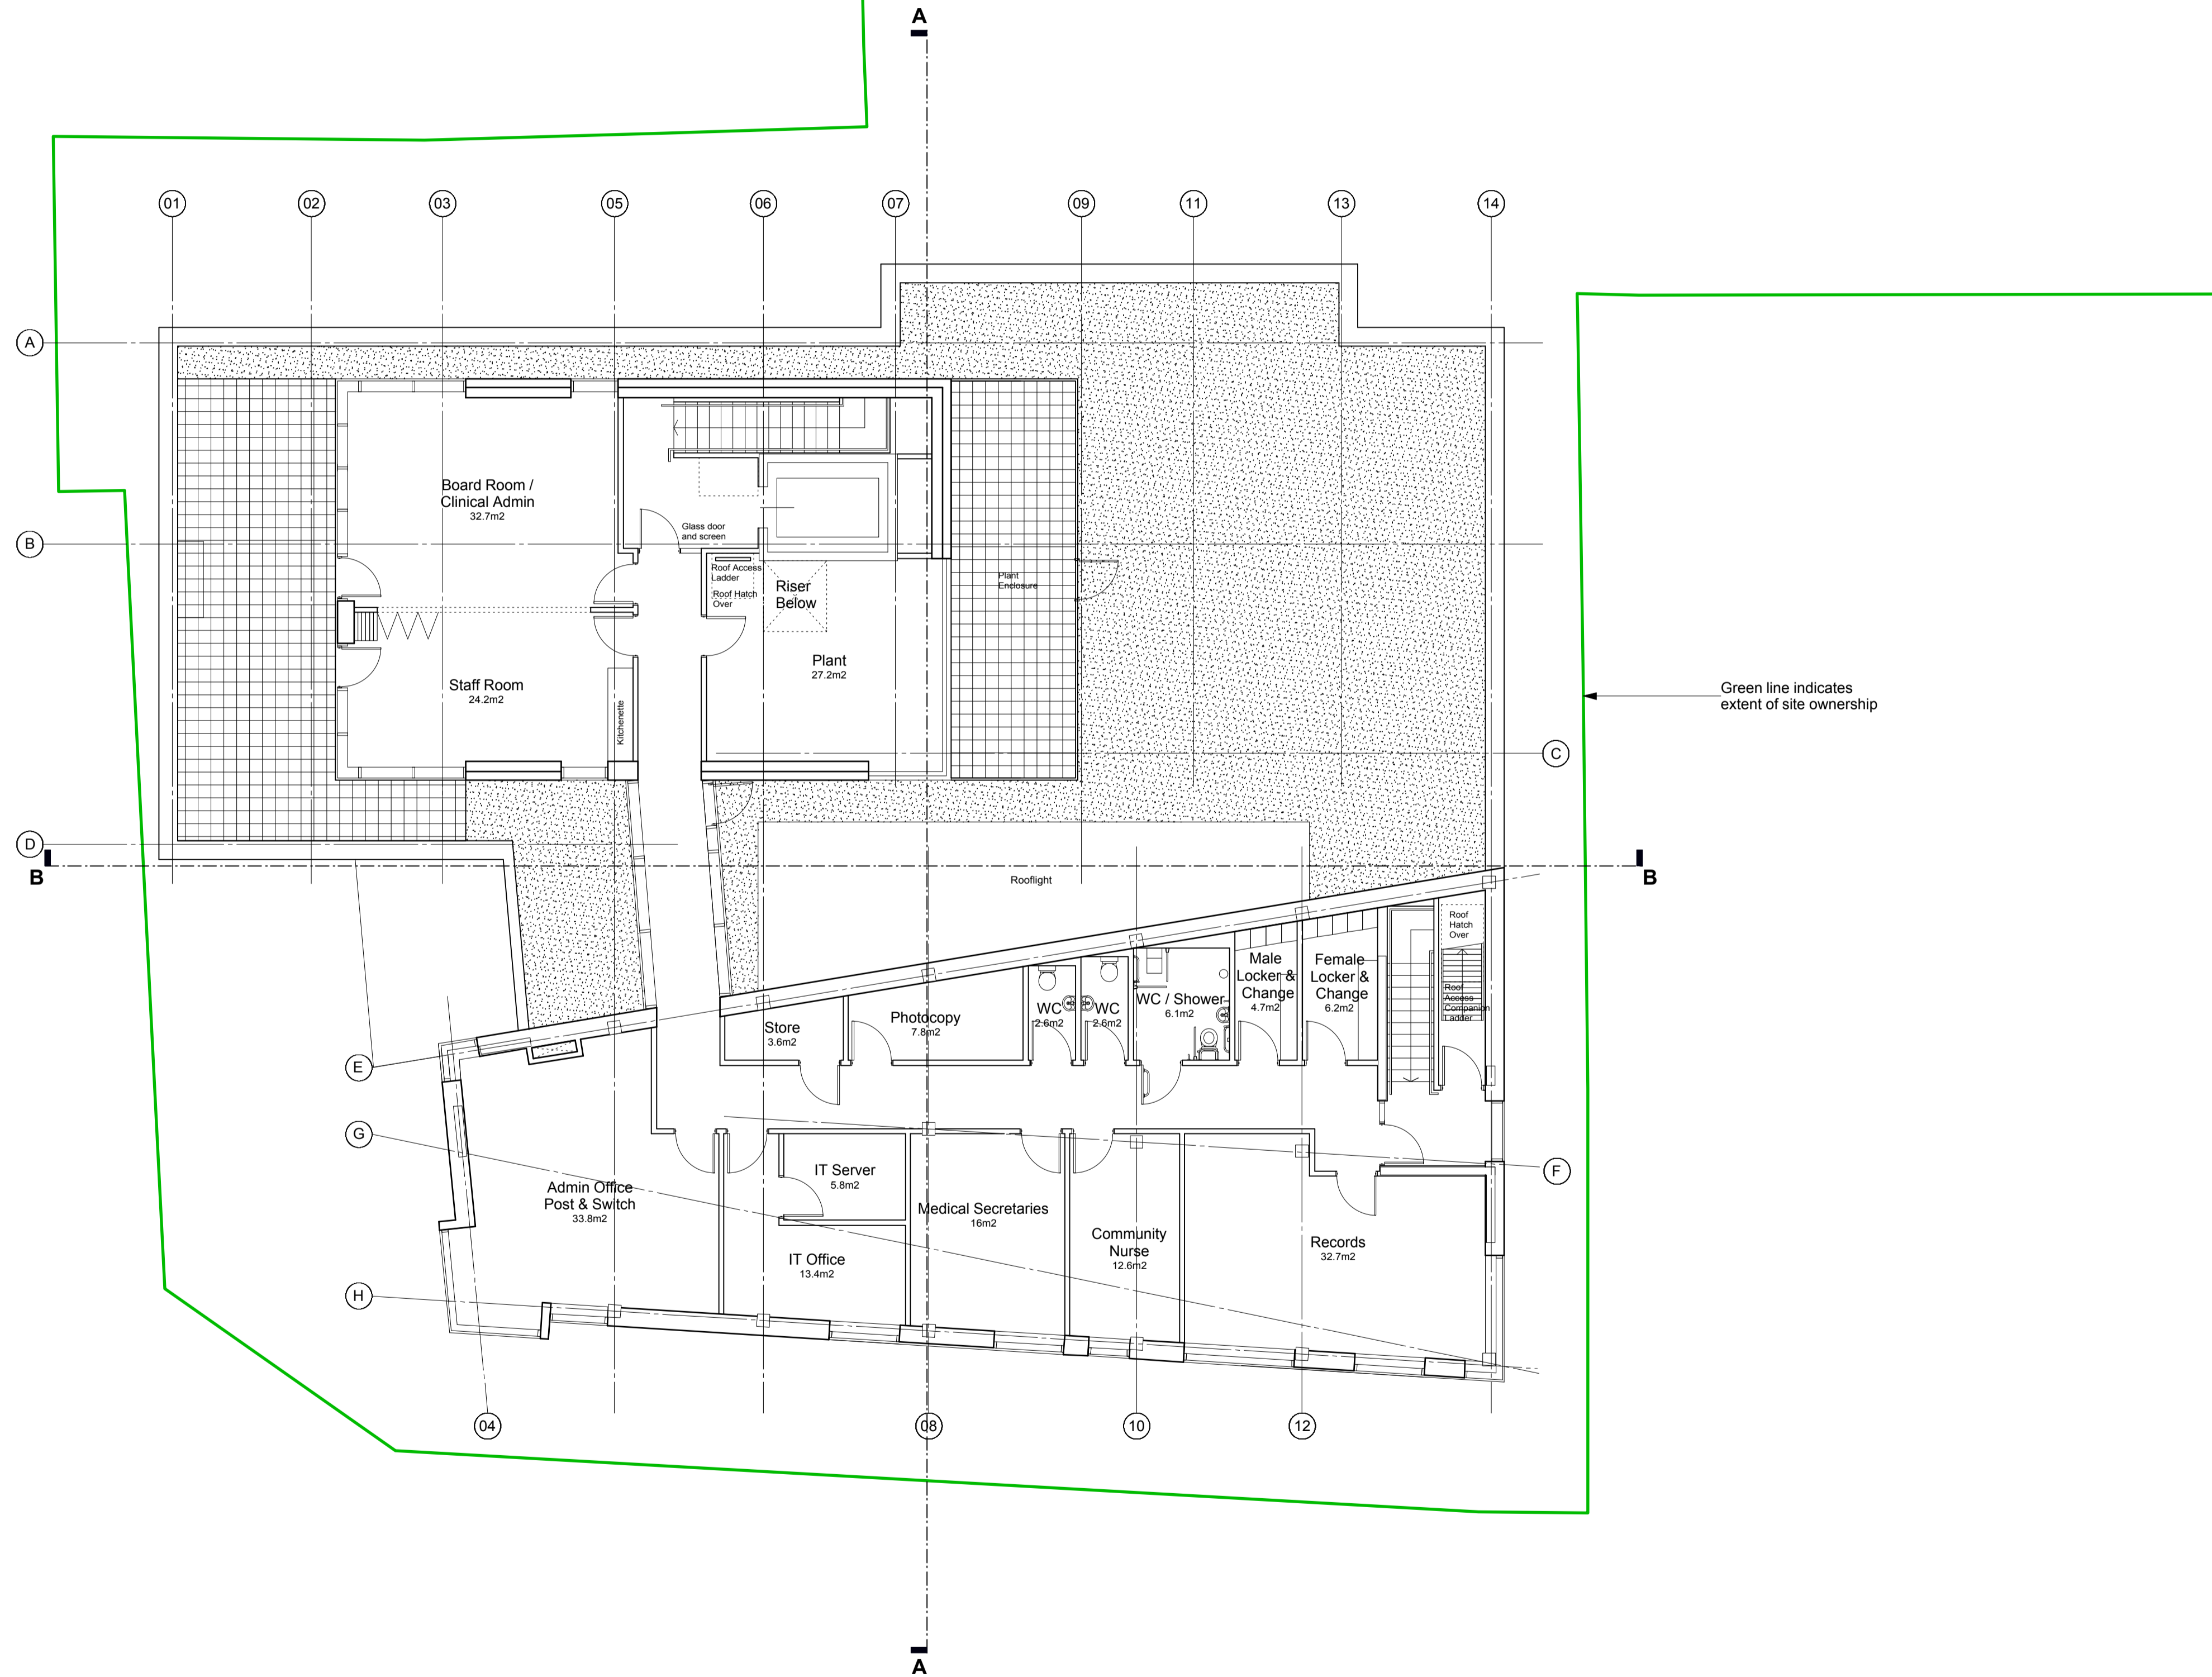 A
01
02
03
05
06
07
09
11
13
14
A
Board Room /
Clinical Admin
32.7m2
Glass door
and screen
B
Roof Access
Ladder
Roof Hatch
Over
Riser
Below
Plant
Enclosure
Plant
27.2m2
Staff Room
24.2m2
Kitchenette
Green line indicates
extent of site ownership
C
D
B
B
Rooflight
Roof
Hatch
Over
Roof
Access
Companion
Ladder
Male
Locker &
Change
4.7m2
Female
Locker &
Change
6.2m2
WC / Shower
6.1m2
WC
2.6m2
WC
2.6m2
Photocopy
7.8m2
Store
3.6m2
E
G
F
IT Server
5.8m2
Admin Office
Post & Switch
33.8m2
Medical Secretaries
16m2
Community
Nurse
12.6m2
Records
32.7m2
IT Office
13.4m2
H
04
08
10
12
A